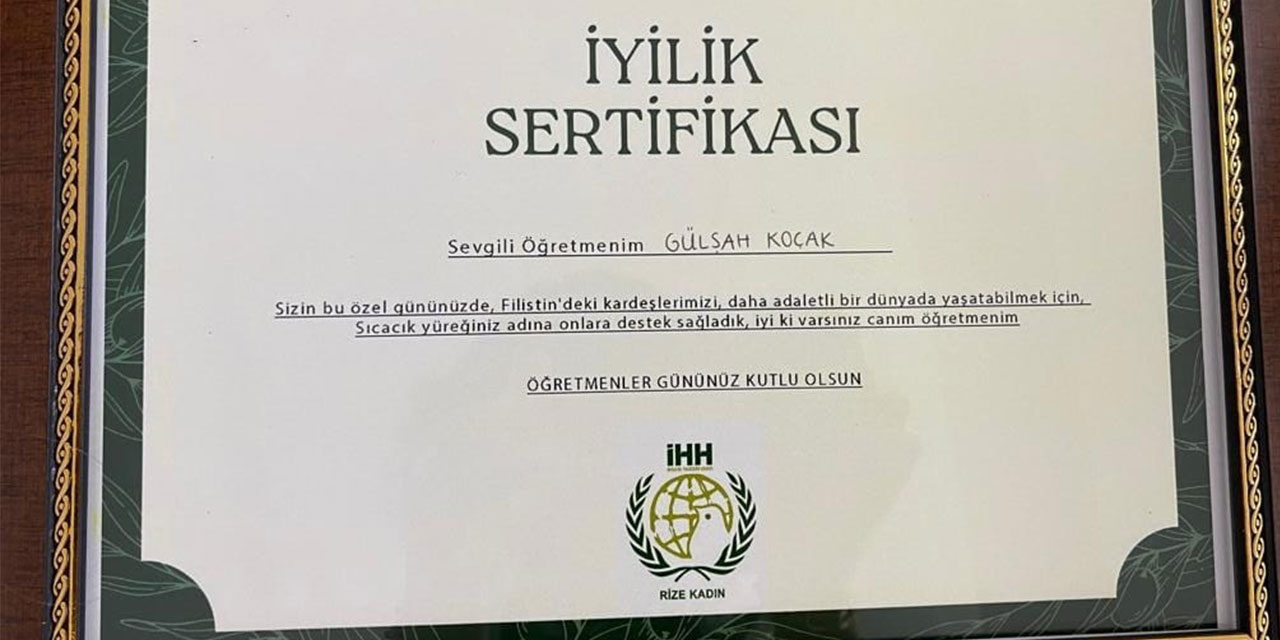 İYİLİK
SERTİFİKASI
Sevgili Öğretmenim GÜLŞAH KOÇAK
Sizin bu özel gününüzde, Filistin'deki kardeşlerimizi, daha adaletli bir dünyada yaşatabilmek için,
Sıcacık yüreğiniz adına onlara destek sağladık, iyi ki varsınız canım öğretmenim
ÖĞRETMENLER GÜNÜNÜZ KUTLU OLSUN
İHH
RİZE KADIN